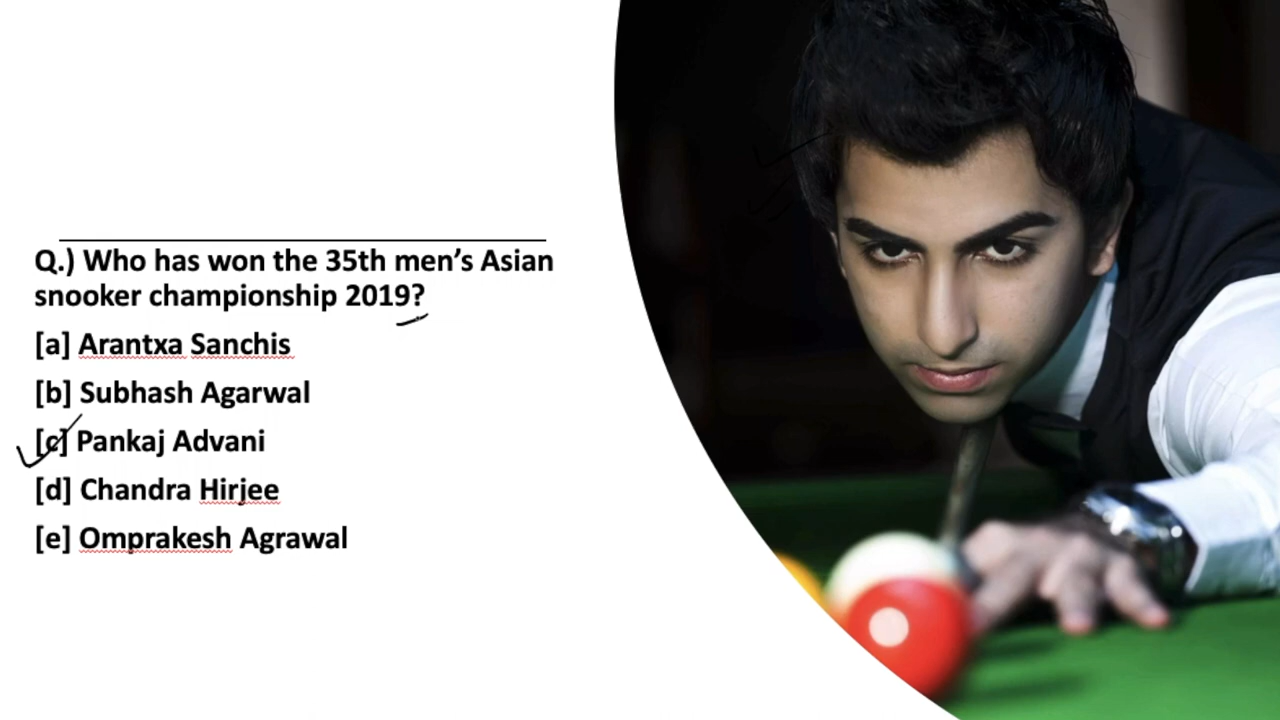 Q.) Who has won the 35th men’s Asian
snooker championship 2019?
[a] Arantxa Sanchis
[b] Subhash Agarwal
[c] Pankaj Advani
[d] Chandra Hirjee
[e] Omprakesh Agrawal